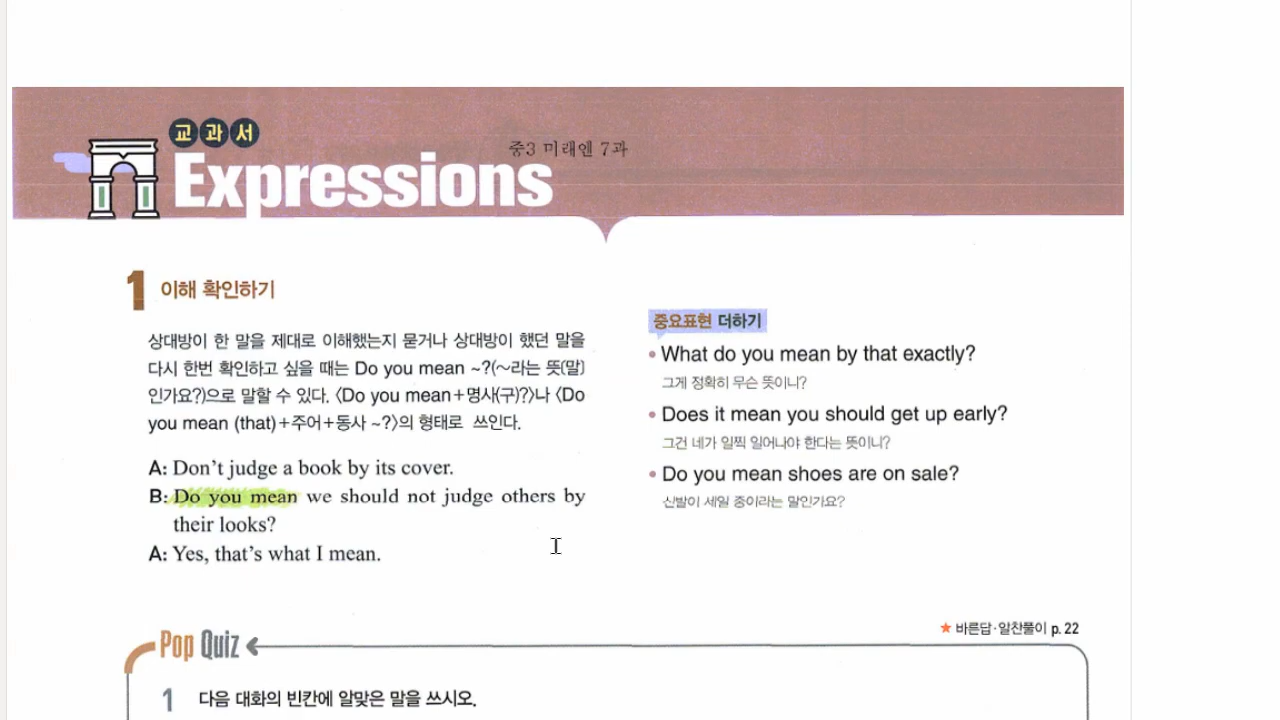 교과서
중3 미래엔 7과
Expressions
1 이해 확인하기
상대방이 한 말을 제대로 이해했는지 묻거나 상대방이 했던 말을
다시 한번 확인하고 싶을 때는 Do you mean ~?(~라는 뜻[말]
인가요?)으로 말할 수 있다. 〈Do you mean+명사(구)?〉나 〈Do
you mean (that)+주어+동사 ~?〉의 형태로 쓰인다.
A: Don't judge a book by its cover.
B: Do you mean we should not judge others by
their looks?
A: Yes, that's what I mean.
중요표현 더하기
• What do you mean by that exactly?
그게 정확히 무슨 뜻이니?
• Does it mean you should get up early?
그건 네가 일찍 일어나야 한다는 뜻이니?
• Do you mean shoes are on sale?
신발이 세일 중이라는 말인가요?
★ 바른답·알찬풀이 p. 22
Pop Quiz
1 다음 대화의 빈칸에 알맞은 말을 쓰시오.